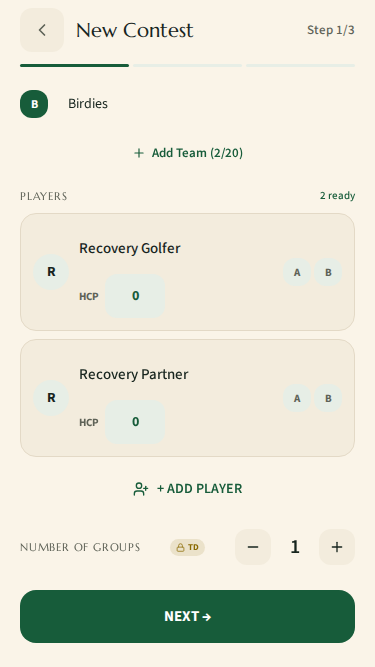 New Contest
Step 1/3
B Birdies
+ Add Team (2/20)
PLAYERS
2 ready
R
Recovery Golfer
HCP 0
A B
R
Recovery Partner
HCP 0
A B
+ ADD PLAYER
NUMBER OF GROUPS
TD
− 1 +
NEXT →